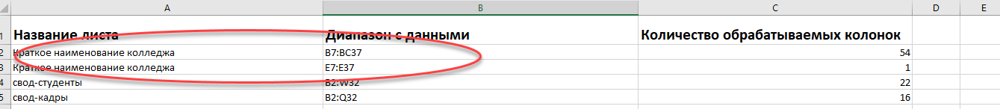 A B C D E
1 Название листа Диапазон с данными Количество обрабатываемых колонок
2 Краткое наименование колледжа B7:BC37 54
3 Краткое наименование колледжа E7:E37 1
4 свод-студенты B2:W32 22
5 свод-кадры B2:Q32 16